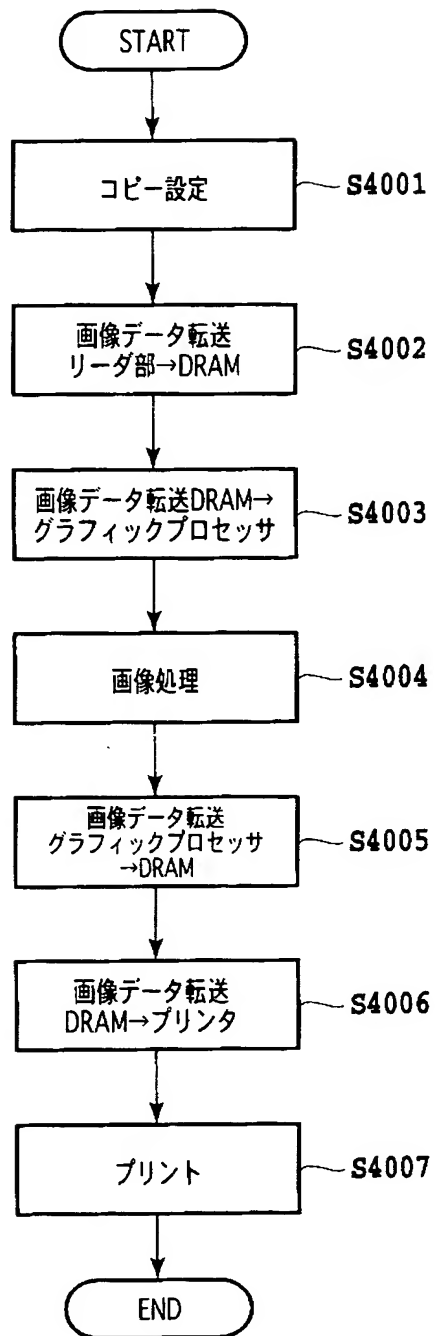 START
コピー設定
S4001
画像データ転送
リーダ部→DRAM
S4002
画像データ転送DRAM→
グラフィックプロセッサ
S4003
画像処理
S4004
画像データ転送
グラフィックプロセッサ
→DRAM
S4005
画像データ転送
DRAM→プリンタ
S4006
プリント
S4007
END